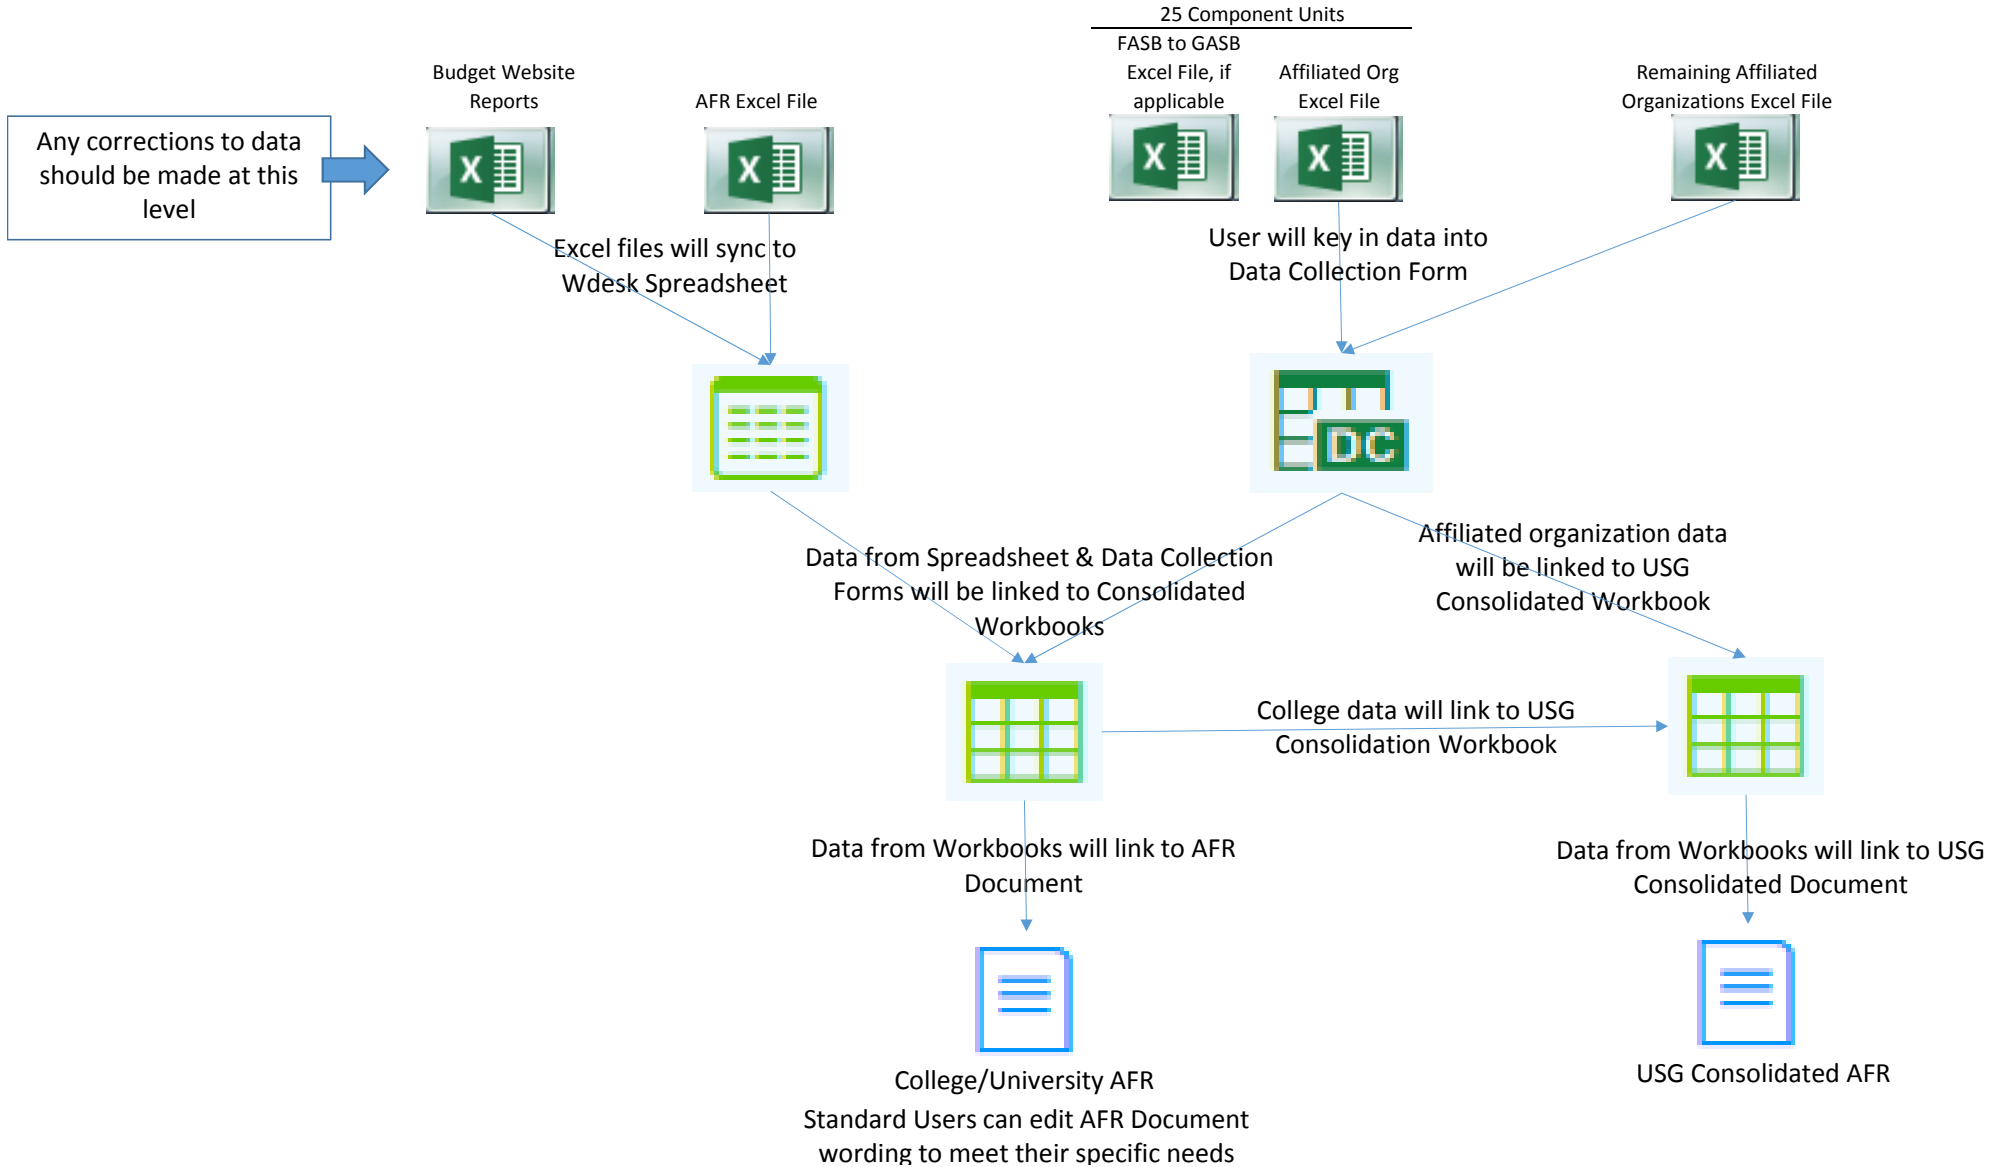 25 Component Units
FASB to GASB
Excel File, if
applicable
Affiliated Org
Excel File
Remaining Affiliated
Organizations Excel File
Budget Website
Reports
AFR Excel File
Any corrections to data
should be made at this
level
X
X
X
X
X
Excel files will sync to
Wdesk Spreadsheet
User will key in data into
Data Collection Form
DC
Data from Spreadsheet & Data Collection
Forms will be linked to Consolidated
Workbooks
Affiliated organization data
will be linked to USG
Consolidated Workbook
College data will link to USG
Consolidation Workbook
Data from Workbooks will link to AFR
Document
Data from Workbooks will link to USG
Consolidated Document
College/University AFR
Standard Users can edit AFR Document
wording to meet their specific needs
USG Consolidated AFR